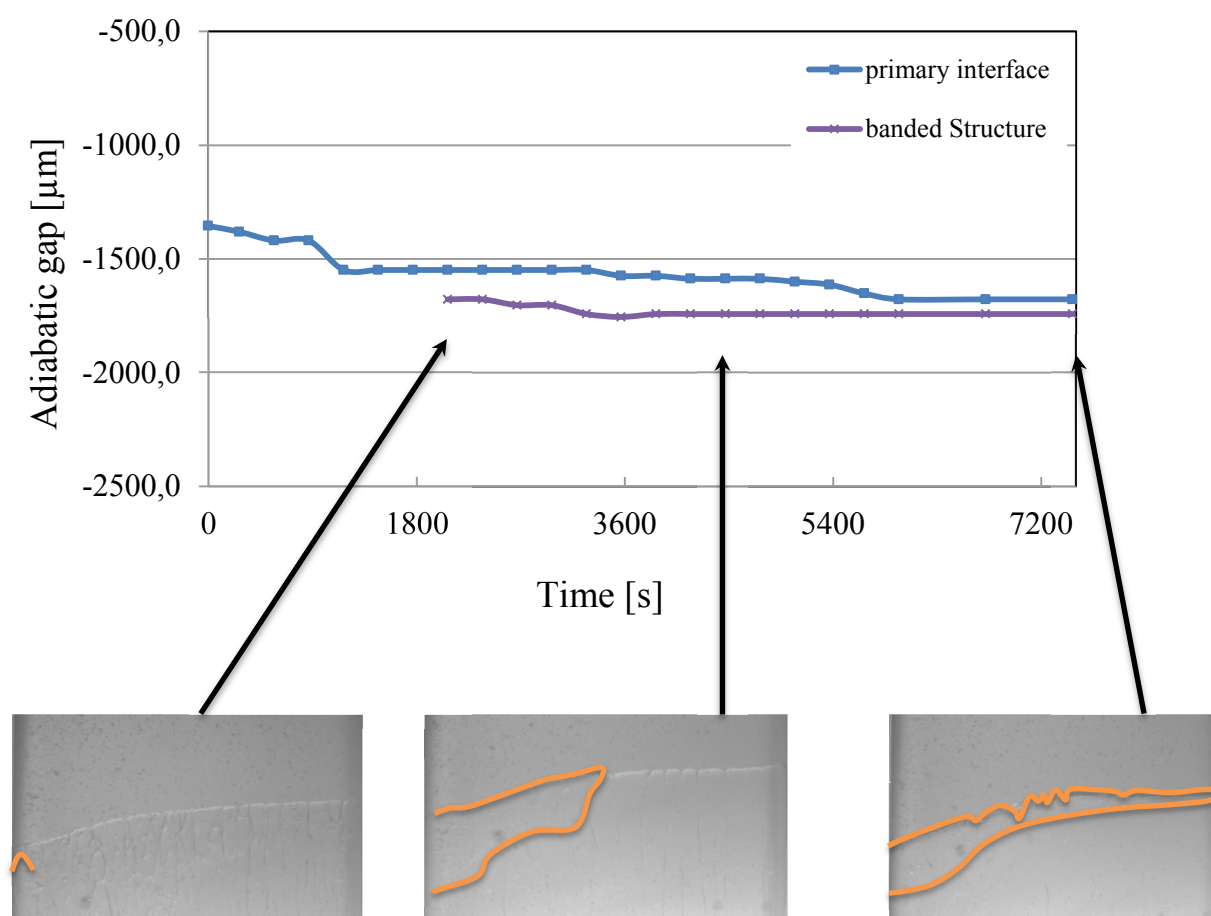 -500,0
primary interface
banded Structure
-1000,0
-1500,0
-2000,0
-2500,0
Adiabatic gap [µm]
0 1800 3600 5400 7200
Time [s]